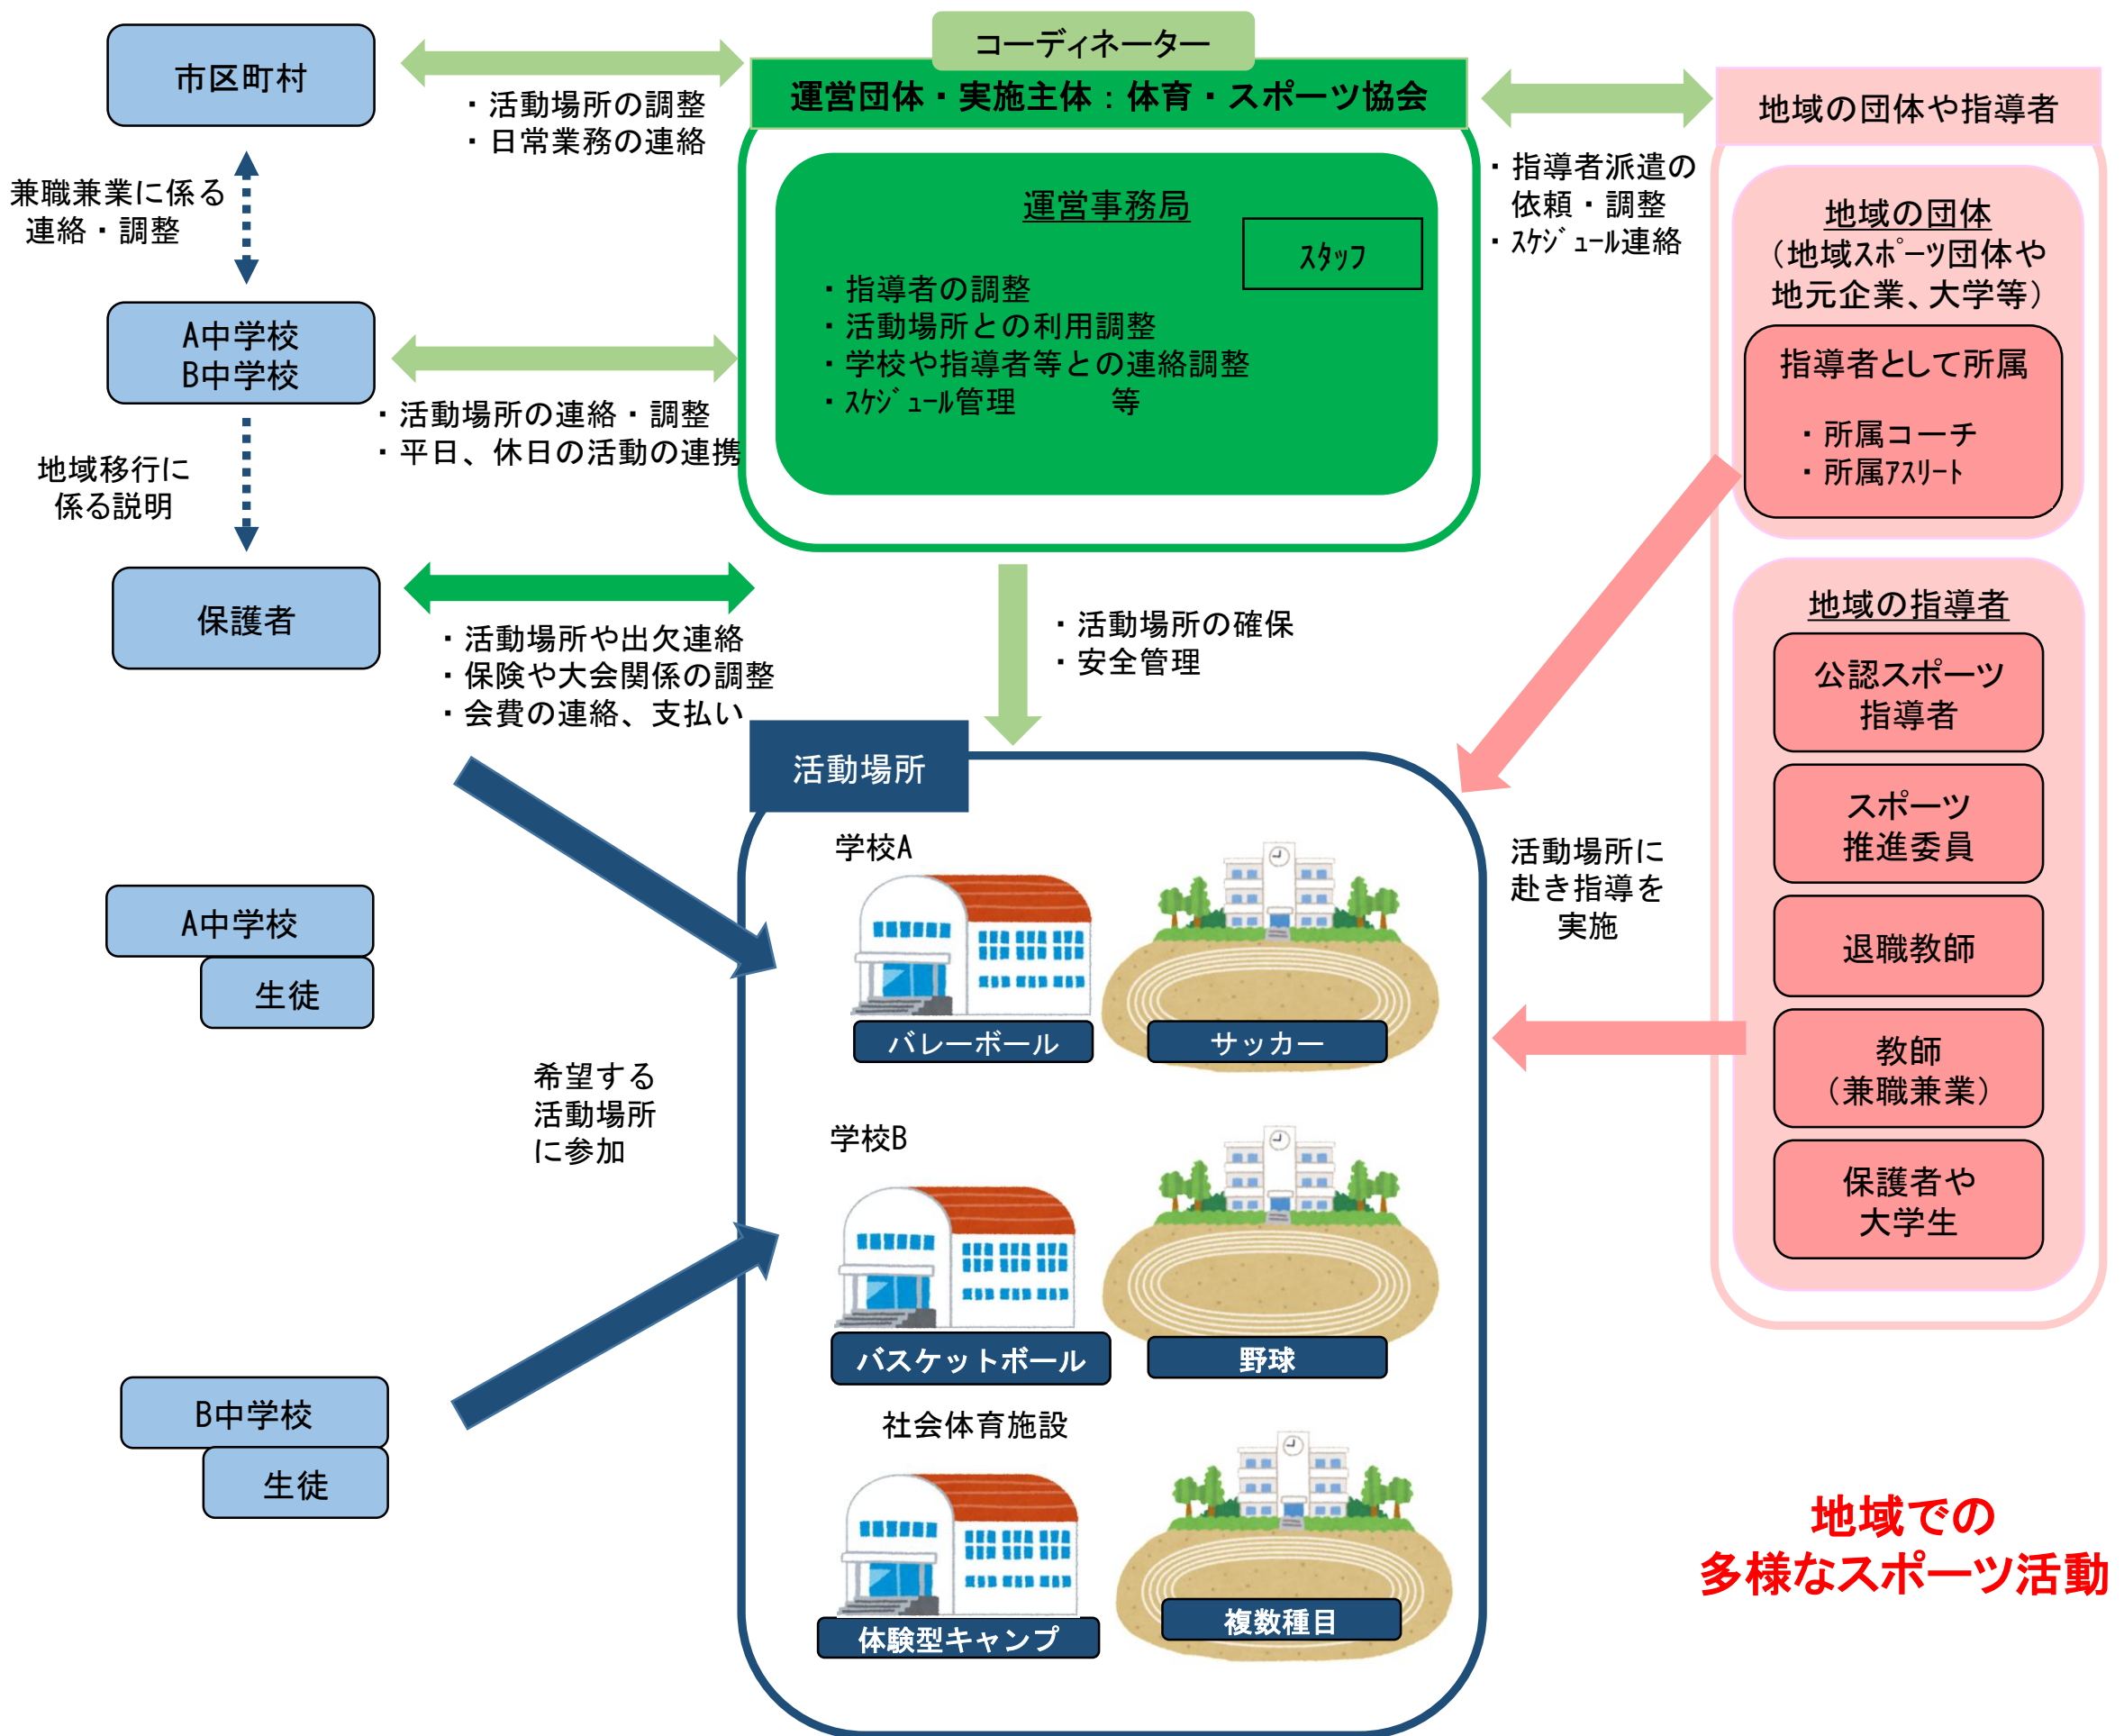 コーディネーター
運営団体・実施主体：体育・スポーツ協会
市区町村
・活動場所の調整
・日常業務の連絡
兼職兼業に係る
連絡・調整
A中学校
B中学校
・活動場所の連絡・調整
・平日、休日の活動の連携
地域移行に
係る説明
保護者
・活動場所や出欠連絡
・保険や大会関係の調整
・会費の連絡、支払い
運営事務局
スタッフ
・指導者の調整
・活動場所との利用調整
・学校や指導者等との連絡調整
・ｽｹｼﾞｭｰﾙ管理　　　等
・指導者派遣の
依頼・調整
・ｽｹｼﾞｭｰﾙ連絡
地域の団体や指導者
地域の団体
（地域ｽﾎﾟｰﾂ団体や
地元企業、大学等）
指導者として所属
・所属コーチ
・所属ｱｽﾘｰﾄ
地域の指導者
公認スポーツ
指導者
スポーツ
推進委員
退職教師
教師
（兼職兼業）
保護者や
大学生
・活動場所の確保
・安全管理
活動場所に
赴き指導を
実施
A中学校
生徒
希望する
活動場所
に参加
B中学校
生徒
活動場所
学校A
バレーボール
サッカー
学校B
バスケットボール
野球
社会体育施設
体験型キャンプ
複数種目
地域での
多様なスポーツ活動